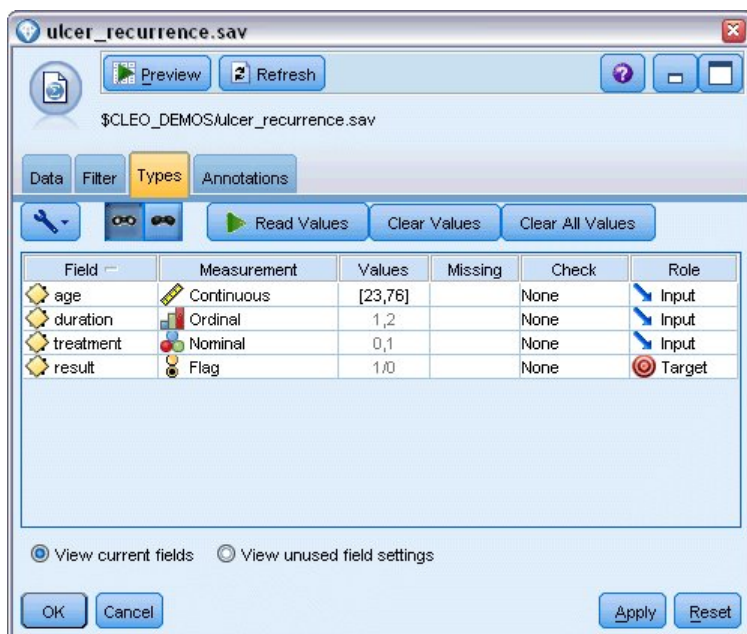 ulcer_recurrence.sav
Preview Refresh
$CLEO_DEMOS/ulcer_recurrence.sav
Data Filter Types Annotations
Read Values Clear Values Clear All Values
Field Measurement Values Missing Check Role
age Continuous [23,76] None Input
duration Ordinal 1,2 None Input
treatment Nominal 0,1 None Input
result Flag 1/0 None Target
View current fields View unused field settings
OK Cancel Apply Reset